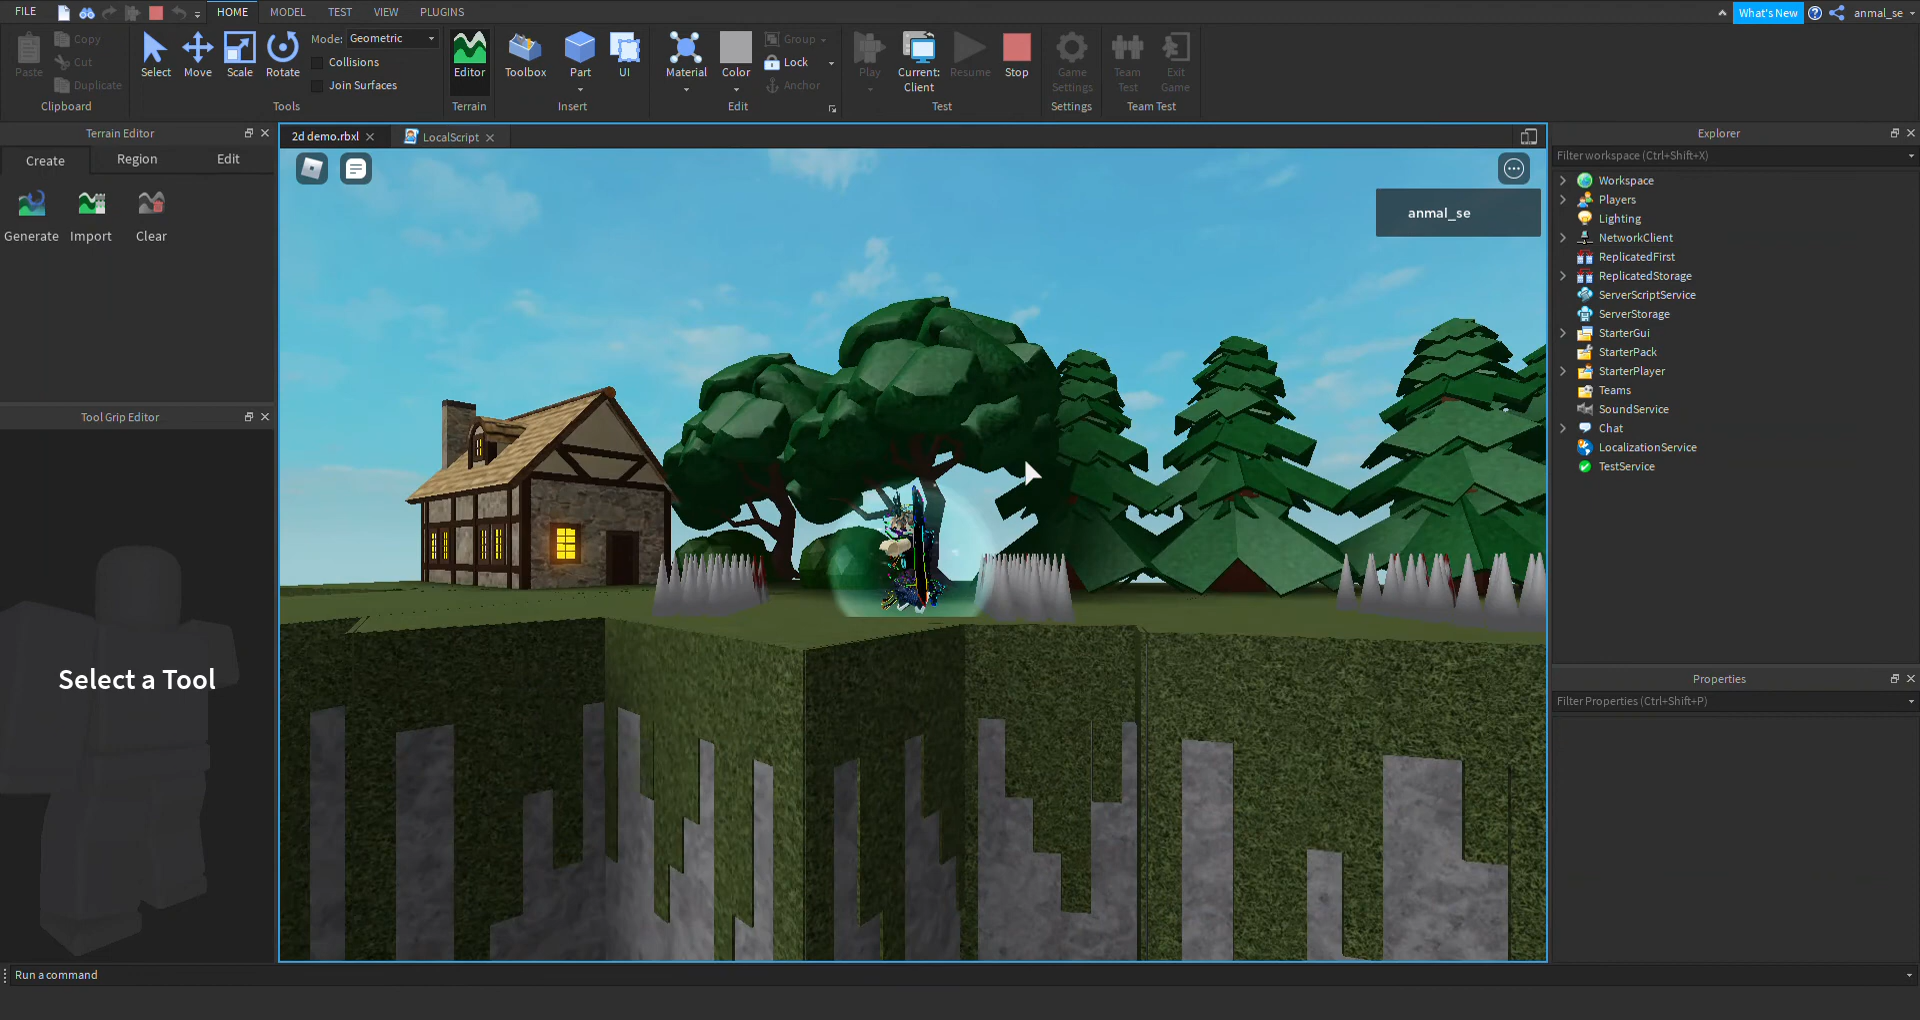 FILE
HOME
MODEL
TEST
VIEW
PLUGINS
What's New
anmal_se
Paste
Copy
Cut
Duplicate
Clipboard
Select
Move
Scale
Rotate
Mode:
Geometric
Collisions
Join Surfaces
Tools
Editor
Terrain
Toolbox
Part
UI
Insert
Material
Color
Group
Lock
Anchor
Edit
Play
Current:
Client
Resume
Stop
Test
Game
Settings
Settings
Team
Test
Exit
Game
Team Test
Terrain Editor
Create
Region
Edit
Generate
Import
Clear
Tool Grip Editor
Select a Tool
2d demo.rbxl
LocalScript
anmal_se
Explorer
Filter workspace (Ctrl+Shift+X)
Workspace
Players
Lighting
NetworkClient
ReplicatedFirst
ReplicatedStorage
ServerScriptService
ServerStorage
StarterGui
StarterPack
StarterPlayer
Teams
SoundService
Chat
LocalizationService
TestService
Properties
Filter Properties (Ctrl+Shift+P)
Run a command